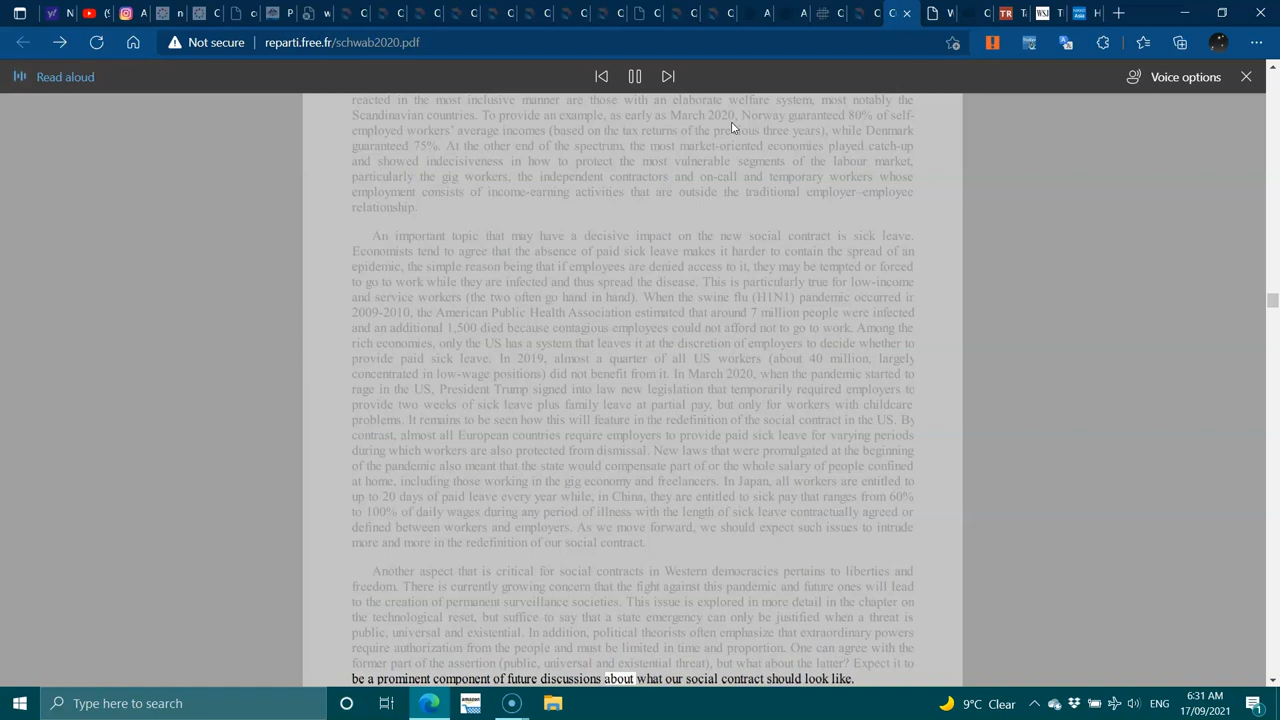 Not secure
reparti.free.fr/schwab2020.pdf
Read aloud
Voice options
reacted in the most inclusive manner are those with an elaborate welfare system, most notably the
Scandinavian countries. To provide an example, as early as March 2020, Norway guaranteed 80% of self-
employed workers’ average incomes (based on the tax returns of the previous three years), while Denmark
guaranteed 75%. At the other end of the spectrum, the most market-oriented economies played catch-up
and showed indecisiveness in how to protect the most vulnerable segments of the labour market,
particularly the gig workers, the independent contractors and on-call and temporary workers whose
employment consists of income-earning activities that are outside the traditional employer–employee
relationship.
An important topic that may have a decisive impact on the new social contract is sick leave.
Economists tend to agree that the absence of paid sick leave makes it harder to contain the spread of an
epidemic, the simple reason being that if employees are denied access to it, they may be tempted or forced
to go to work while they are infected and thus spread the disease. This is particularly true for low-income
and service workers (the two often go hand in hand). When the swine flu (H1N1) pandemic occurred in
2009-2010, the American Public Health Association estimated that around 7 million people were infected
and an additional 1,500 died because contagious employees could not afford not to go to work. Among the
rich economies, only the US has a system that leaves it at the discretion of employers to decide whether to
provide paid sick leave. In 2019, almost a quarter of all US workers (about 40 million, largely
concentrated in low-wage positions) did not benefit from it. In March 2020, when the pandemic started to
rage in the US, President Trump signed into law new legislation that temporarily required employers to
provide two weeks of sick leave plus family leave at partial pay, but only for workers with childcare
problems. It remains to be seen how this will feature in the redefinition of the social contract in the US. By
contrast, almost all European countries require employers to provide paid sick leave for varying periods
during which workers are also protected from dismissal. New laws that were promulgated at the beginning
of the pandemic also meant that the state would compensate part of or the whole salary of people confined
at home, including those working in the gig economy and freelancers. In Japan, all workers are entitled to
up to 20 days of paid leave every year while, in China, they are entitled to sick pay that ranges from 60%
to 100% of daily wages during any period of illness with the length of sick leave contractually agreed or
defined between workers and employers. As we move forward, we should expect such issues to intrude
more and more in the redefinition of our social contract.
Another aspect that is critical for social contracts in Western democracies pertains to liberties and
freedom. There is currently growing concern that the fight against this pandemic and future ones will lead
to the creation of permanent surveillance societies. This issue is explored in more detail in the chapter on
the technological reset, but suffice to say that a state emergency can only be justified when a threat is
public, universal and existential. In addition, political theorists often emphasize that extraordinary powers
require authorization from the people and must be limited in time and proportion. One can agree with the
former part of the assertion (public, universal and existential threat), but what about the latter? Expect it to
be a prominent component of future discussions about what our social contract should look like.
Type here to search
amazon
9°C Clear
ENG
6:31 AM
17/09/2021